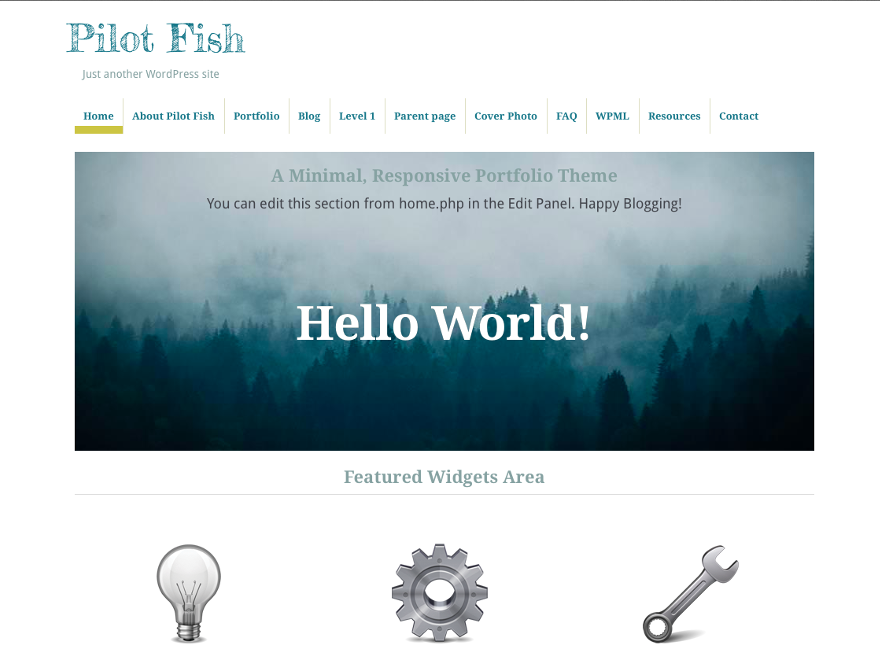 Pilot Fish
Just another WordPress site
Home About Pilot Fish Portfolio Blog Level 1 Parent page Cover Photo FAQ WPML Resources Contact
A Minimal, Responsive Portfolio Theme
You can edit this section from home.php in the Edit Panel. Happy Blogging!
Hello World!
Featured Widgets Area